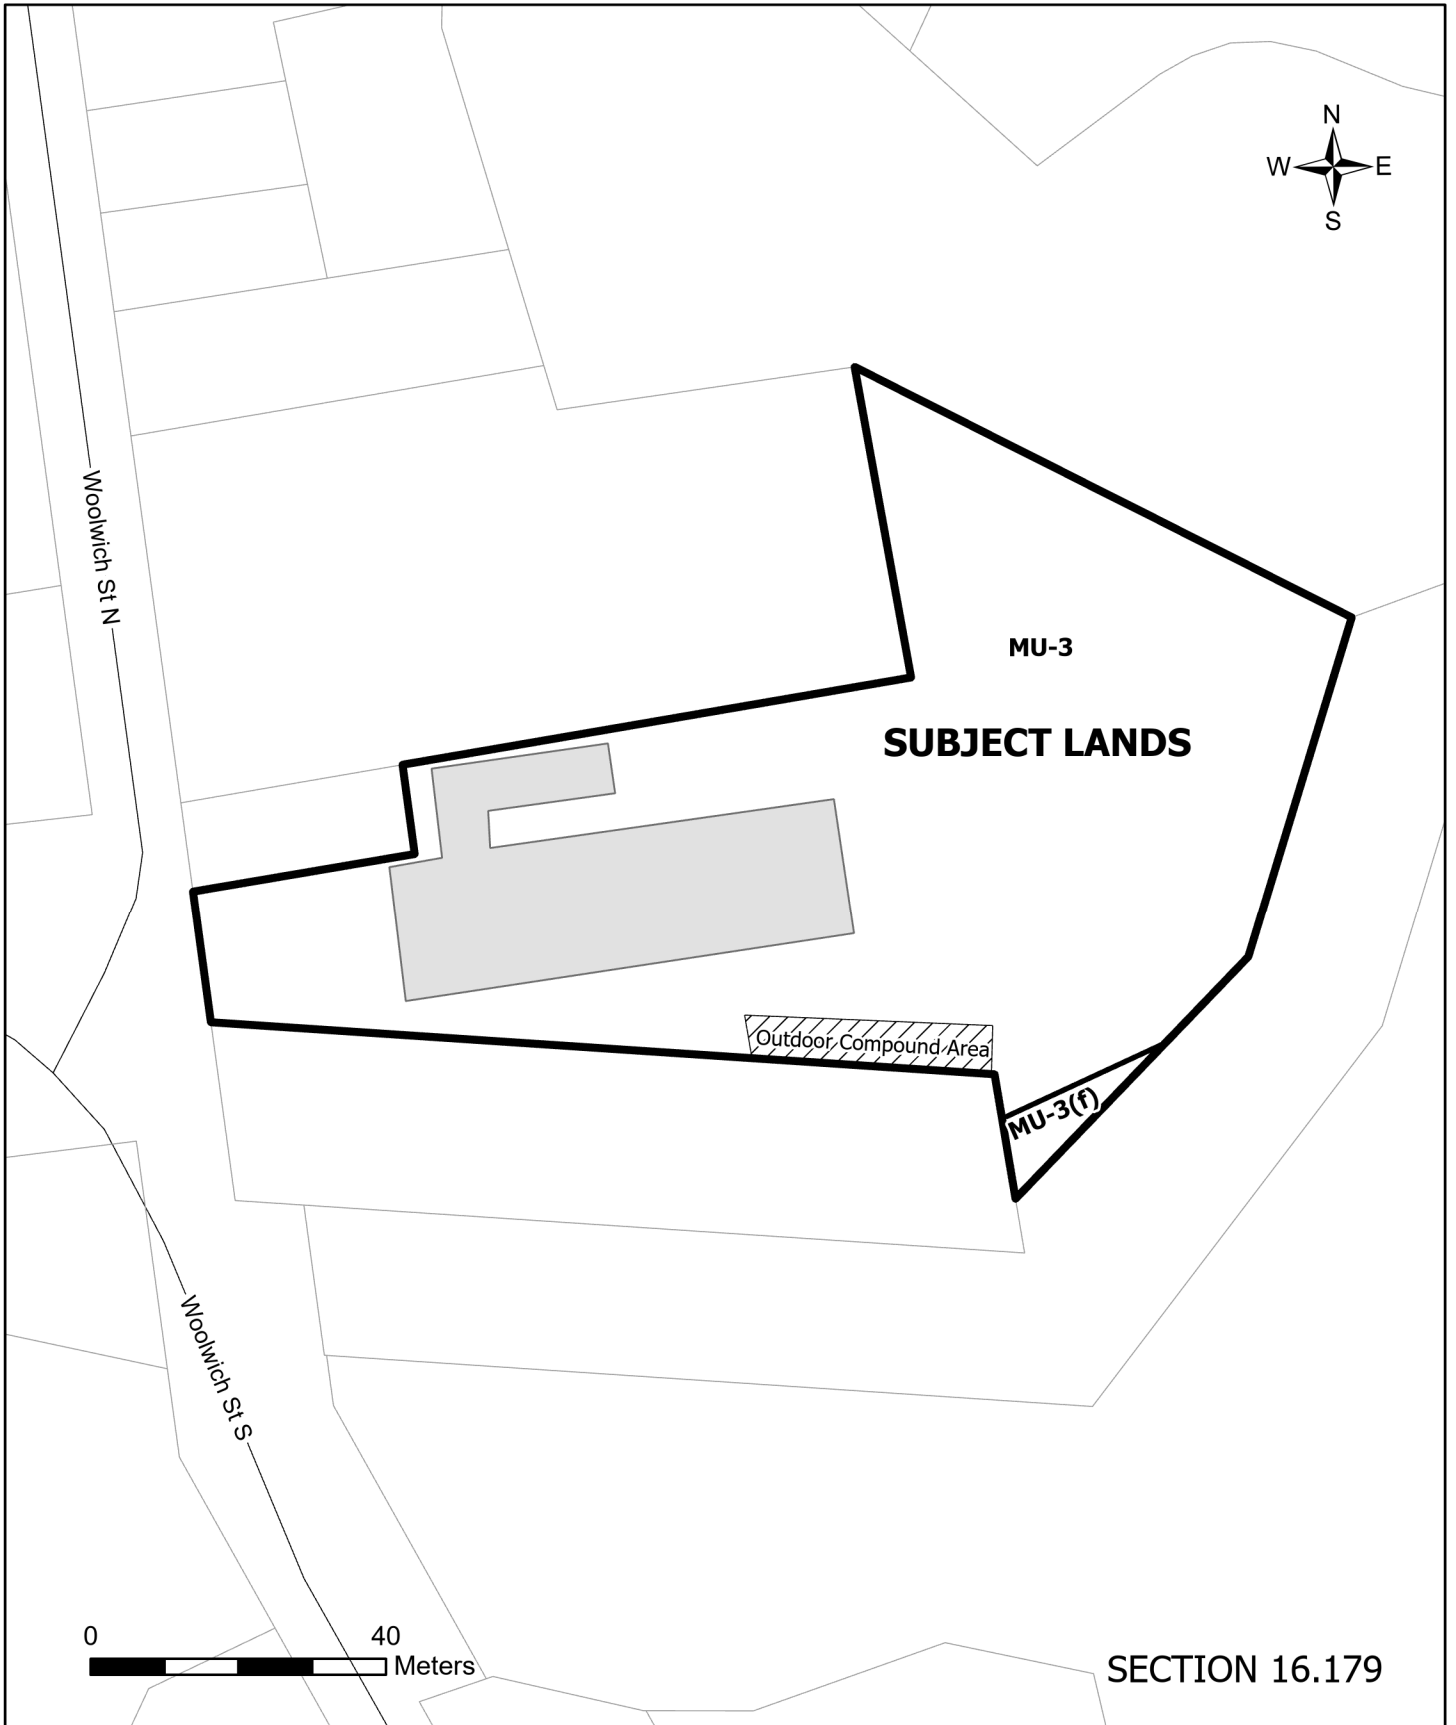 N
W E
S
Woolwich St N
MU-3
SUBJECT LANDS
Outdoor Compound Area
MU-3(f)
Woolwich St S
0 40
Meters
SECTION 16.179